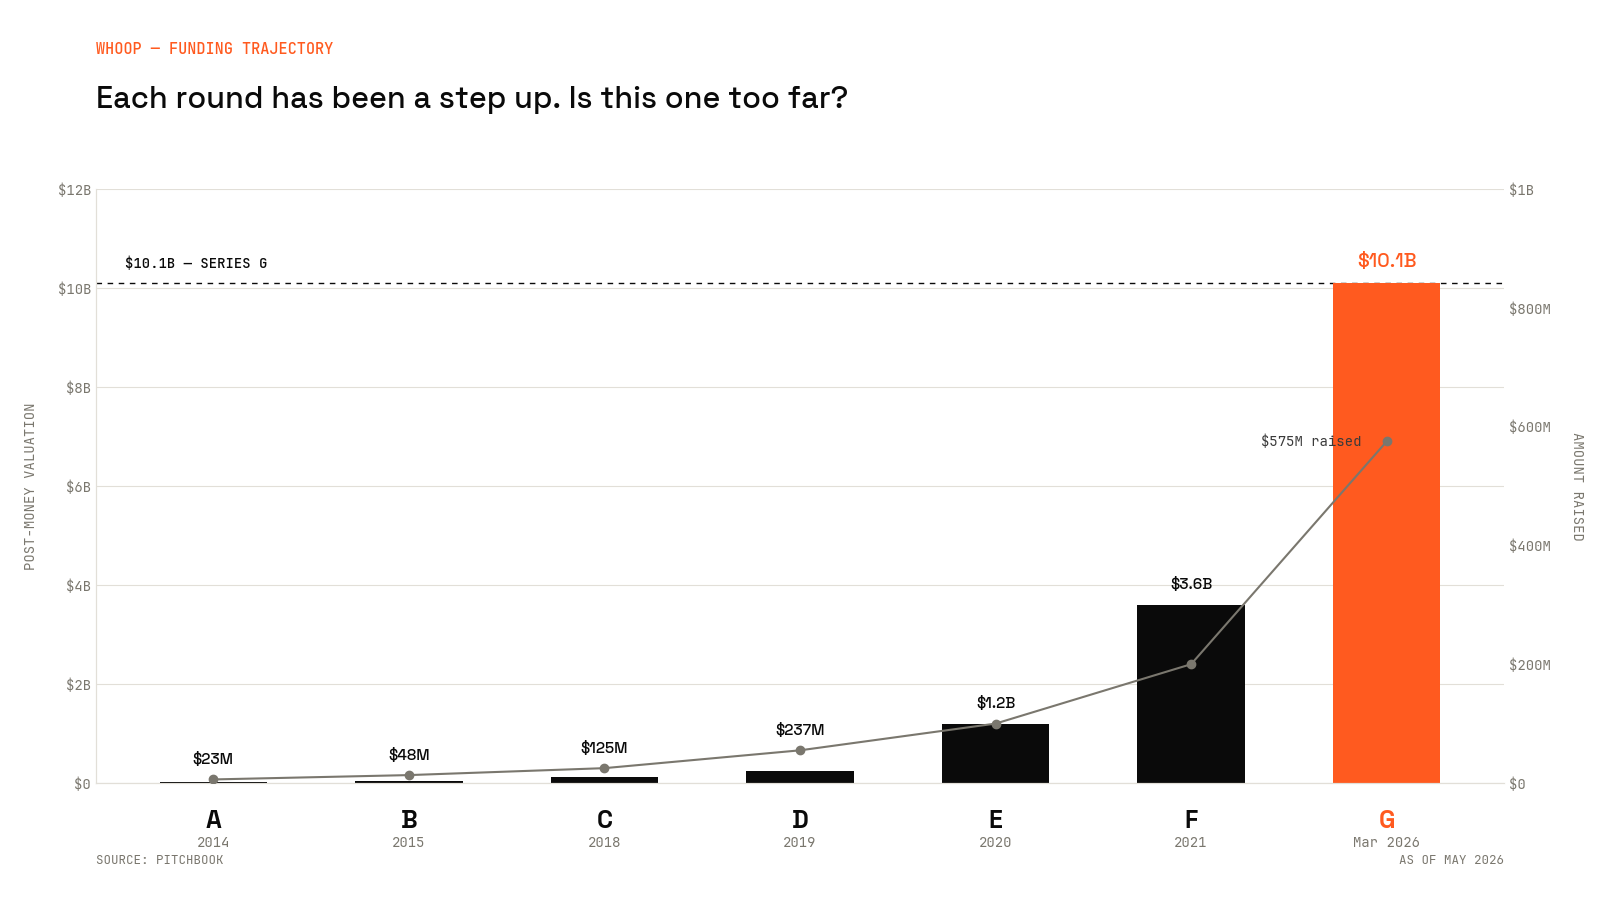 WHOOP — FUNDING TRAJECTORY
Each round has been a step up. Is this one too far?
$12B
$1B
$10.1B — SERIES G
$10.1B
$10B
$800M
$8B
$575M raised
$600M
POST-MONEY VALUATION
AMOUNT RAISED
$6B
$400M
$4B
$3.6B
$200M
$2B
$1.2B
$237M
$125M
$48M
$23M
$0
$0
A
B
C
D
E
F
G
2014
2015
2018
2019
2020
2021
Mar 2026
SOURCE: PITCHBOOK
AS OF MAY 2026